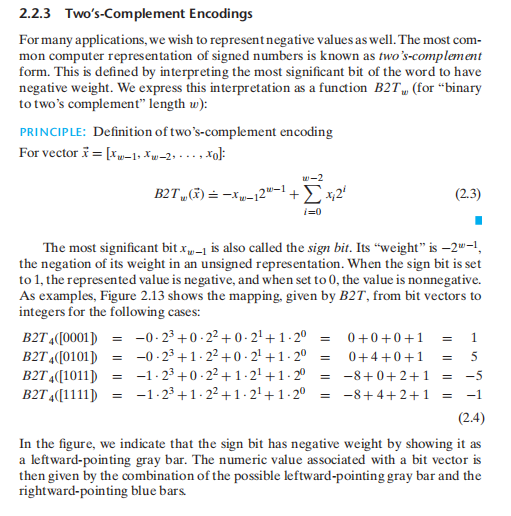 2.2.3 Two's-Complement Encodings
For many applications, we wish to represent negative values as well. The most com-
mon computer representation of signed numbers is known as two's-complement
form. This is defined by interpreting the most significant bit of the word to have
negative weight. We express this interpretation as a function B2T_w (for “binary
to two's complement” length w):
PRINCIPLE: Definition of two's-complement encoding
For vector x⃗ = [x_{w−1}, x_{w−2}, . . . , x_0]:
B2T_w(x⃗) ≐ −x_{w−1}2^{w−1} + ∑_{i=0}^{w−2} x_i2^i (2.3)
The most significant bit x_{w−1} is also called the sign bit. Its “weight” is −2^{w−1},
the negation of its weight in an unsigned representation. When the sign bit is set
to 1, the represented value is negative, and when set to 0, the value is nonnegative.
As examples, Figure 2.13 shows the mapping, given by B2T, from bit vectors to
integers for the following cases:
B2T_4([0001]) = −0 · 2^3 + 0 · 2^2 + 0 · 2^1 + 1 · 2^0 = 0 + 0 + 0 + 1 = 1
B2T_4([0101]) = −0 · 2^3 + 1 · 2^2 + 0 · 2^1 + 1 · 2^0 = 0 + 4 + 0 + 1 = 5
B2T_4([1011]) = −1 · 2^3 + 0 · 2^2 + 1 · 2^1 + 1 · 2^0 = −8 + 0 + 2 + 1 = −5
B2T_4([1111]) = −1 · 2^3 + 1 · 2^2 + 1 · 2^1 + 1 · 2^0 = −8 + 4 + 2 + 1 = −1
(2.4)
In the figure, we indicate that the sign bit has negative weight by showing it as
a leftward-pointing gray bar. The numeric value associated with a bit vector is
then given by the combination of the possible leftward-pointing gray bar and the
rightward-pointing blue bars.